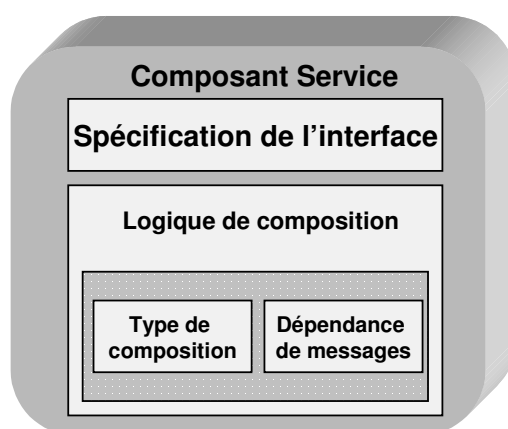 Composant Service
Spécification de l'interface
Logique de composition
Type de
composition
Dépendance
de messages